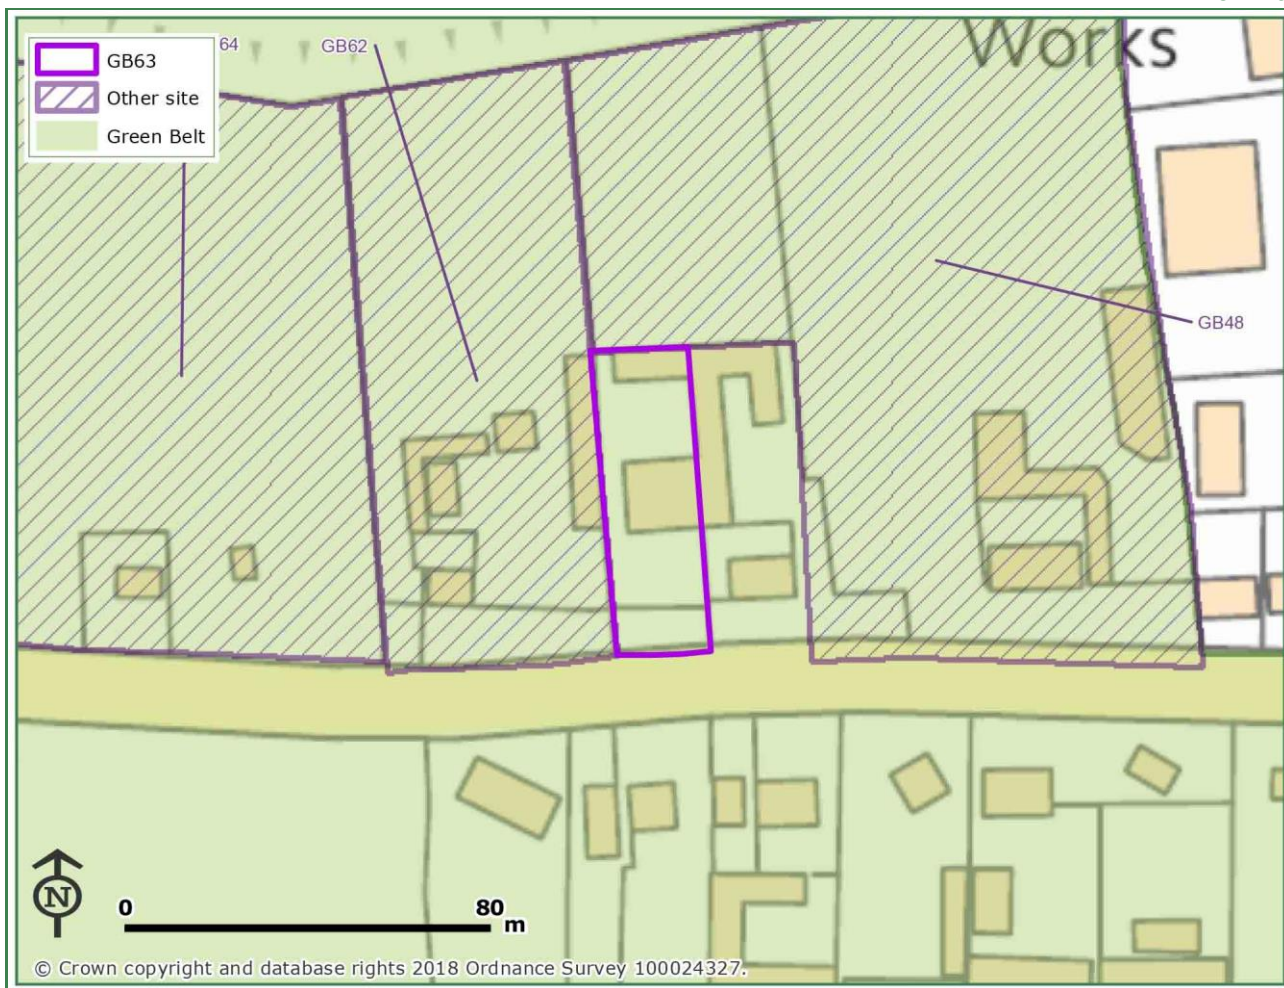 64
GB62
Works
GB63
Other site
Green Belt
GB48
N
0 80
m
© Crown copyright and database rights 2018 Ordnance Survey 100024327.